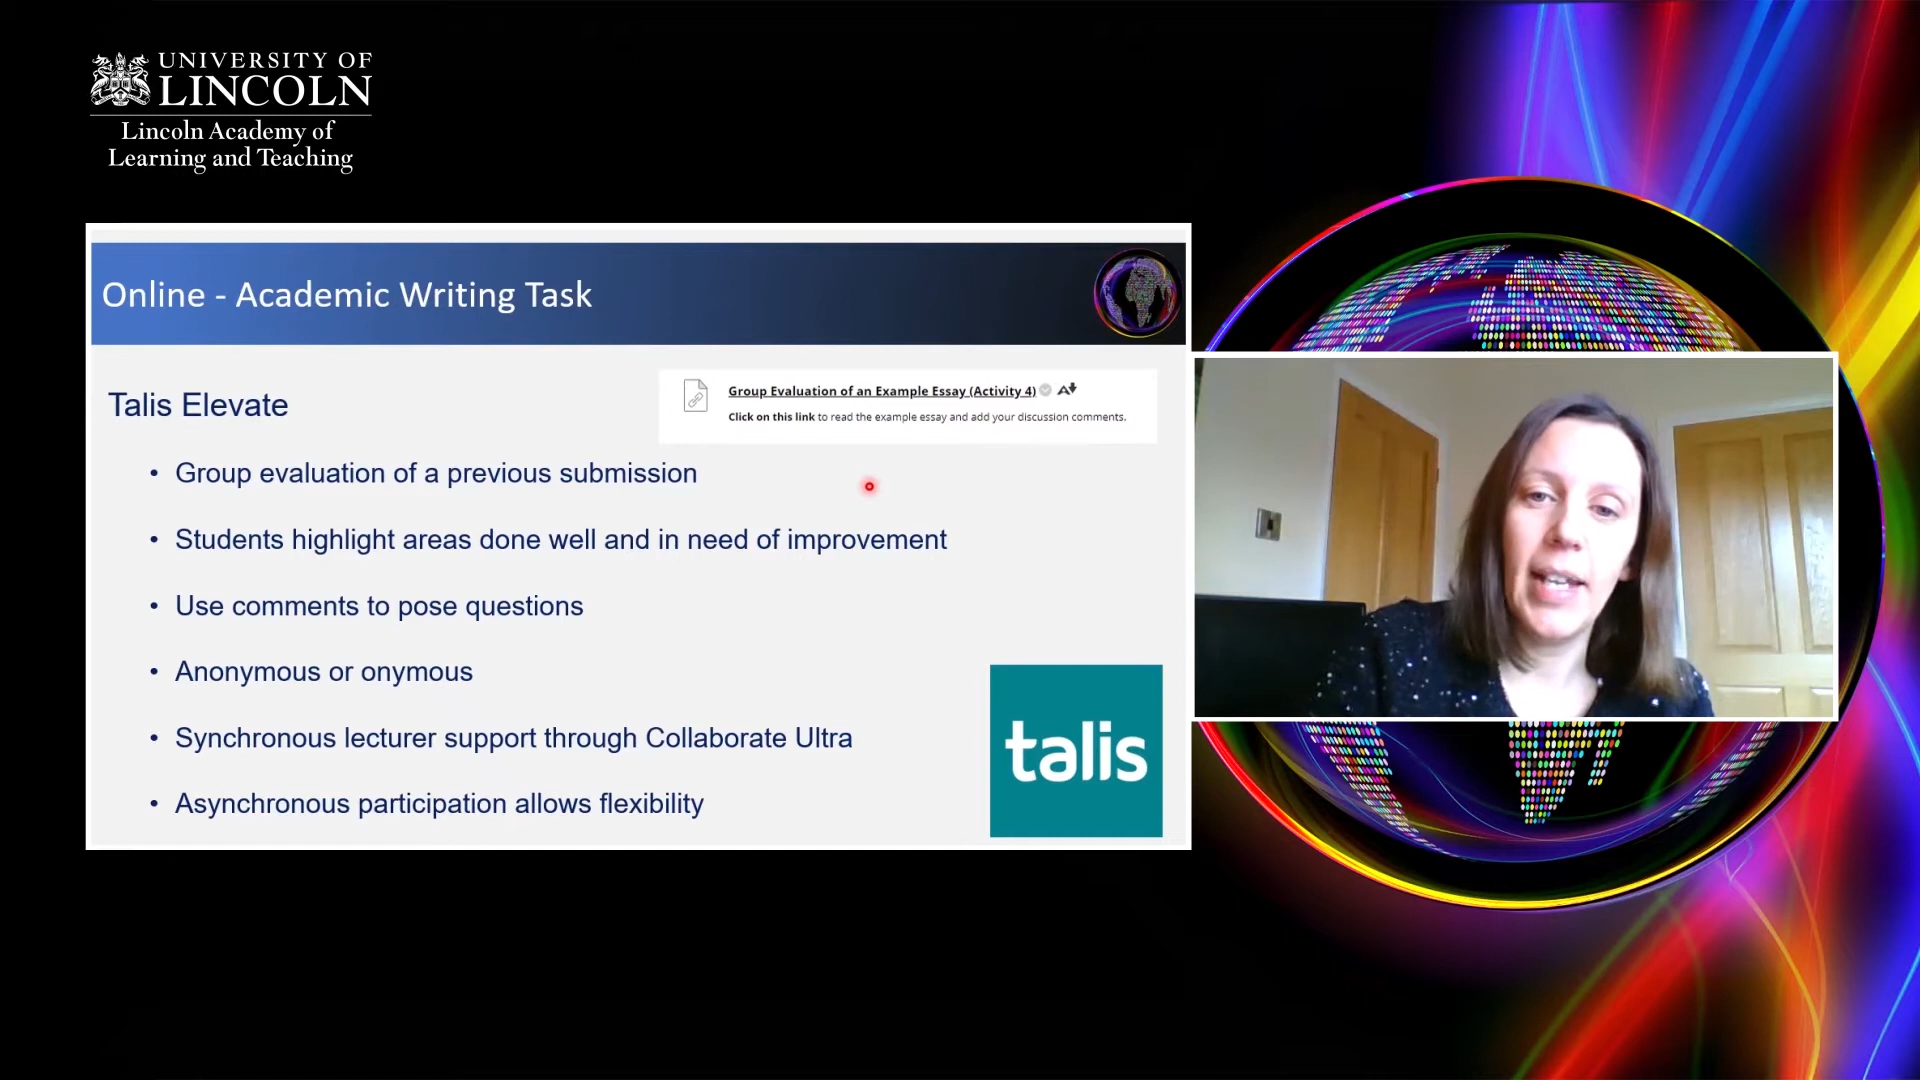 UNIVERSITY OF
LINCOLN
Lincoln Academy of
Learning and Teaching
Online - Academic Writing Task
Talis Elevate
Group Evaluation of an Example Essay (Activity 4)
Click on this link to read the example essay and add your discussion comments.
• Group evaluation of a previous submission
• Students highlight areas done well and in need of improvement
• Use comments to pose questions
• Anonymous or onymous
• Synchronous lecturer support through Collaborate Ultra
• Asynchronous participation allows flexibility
talis